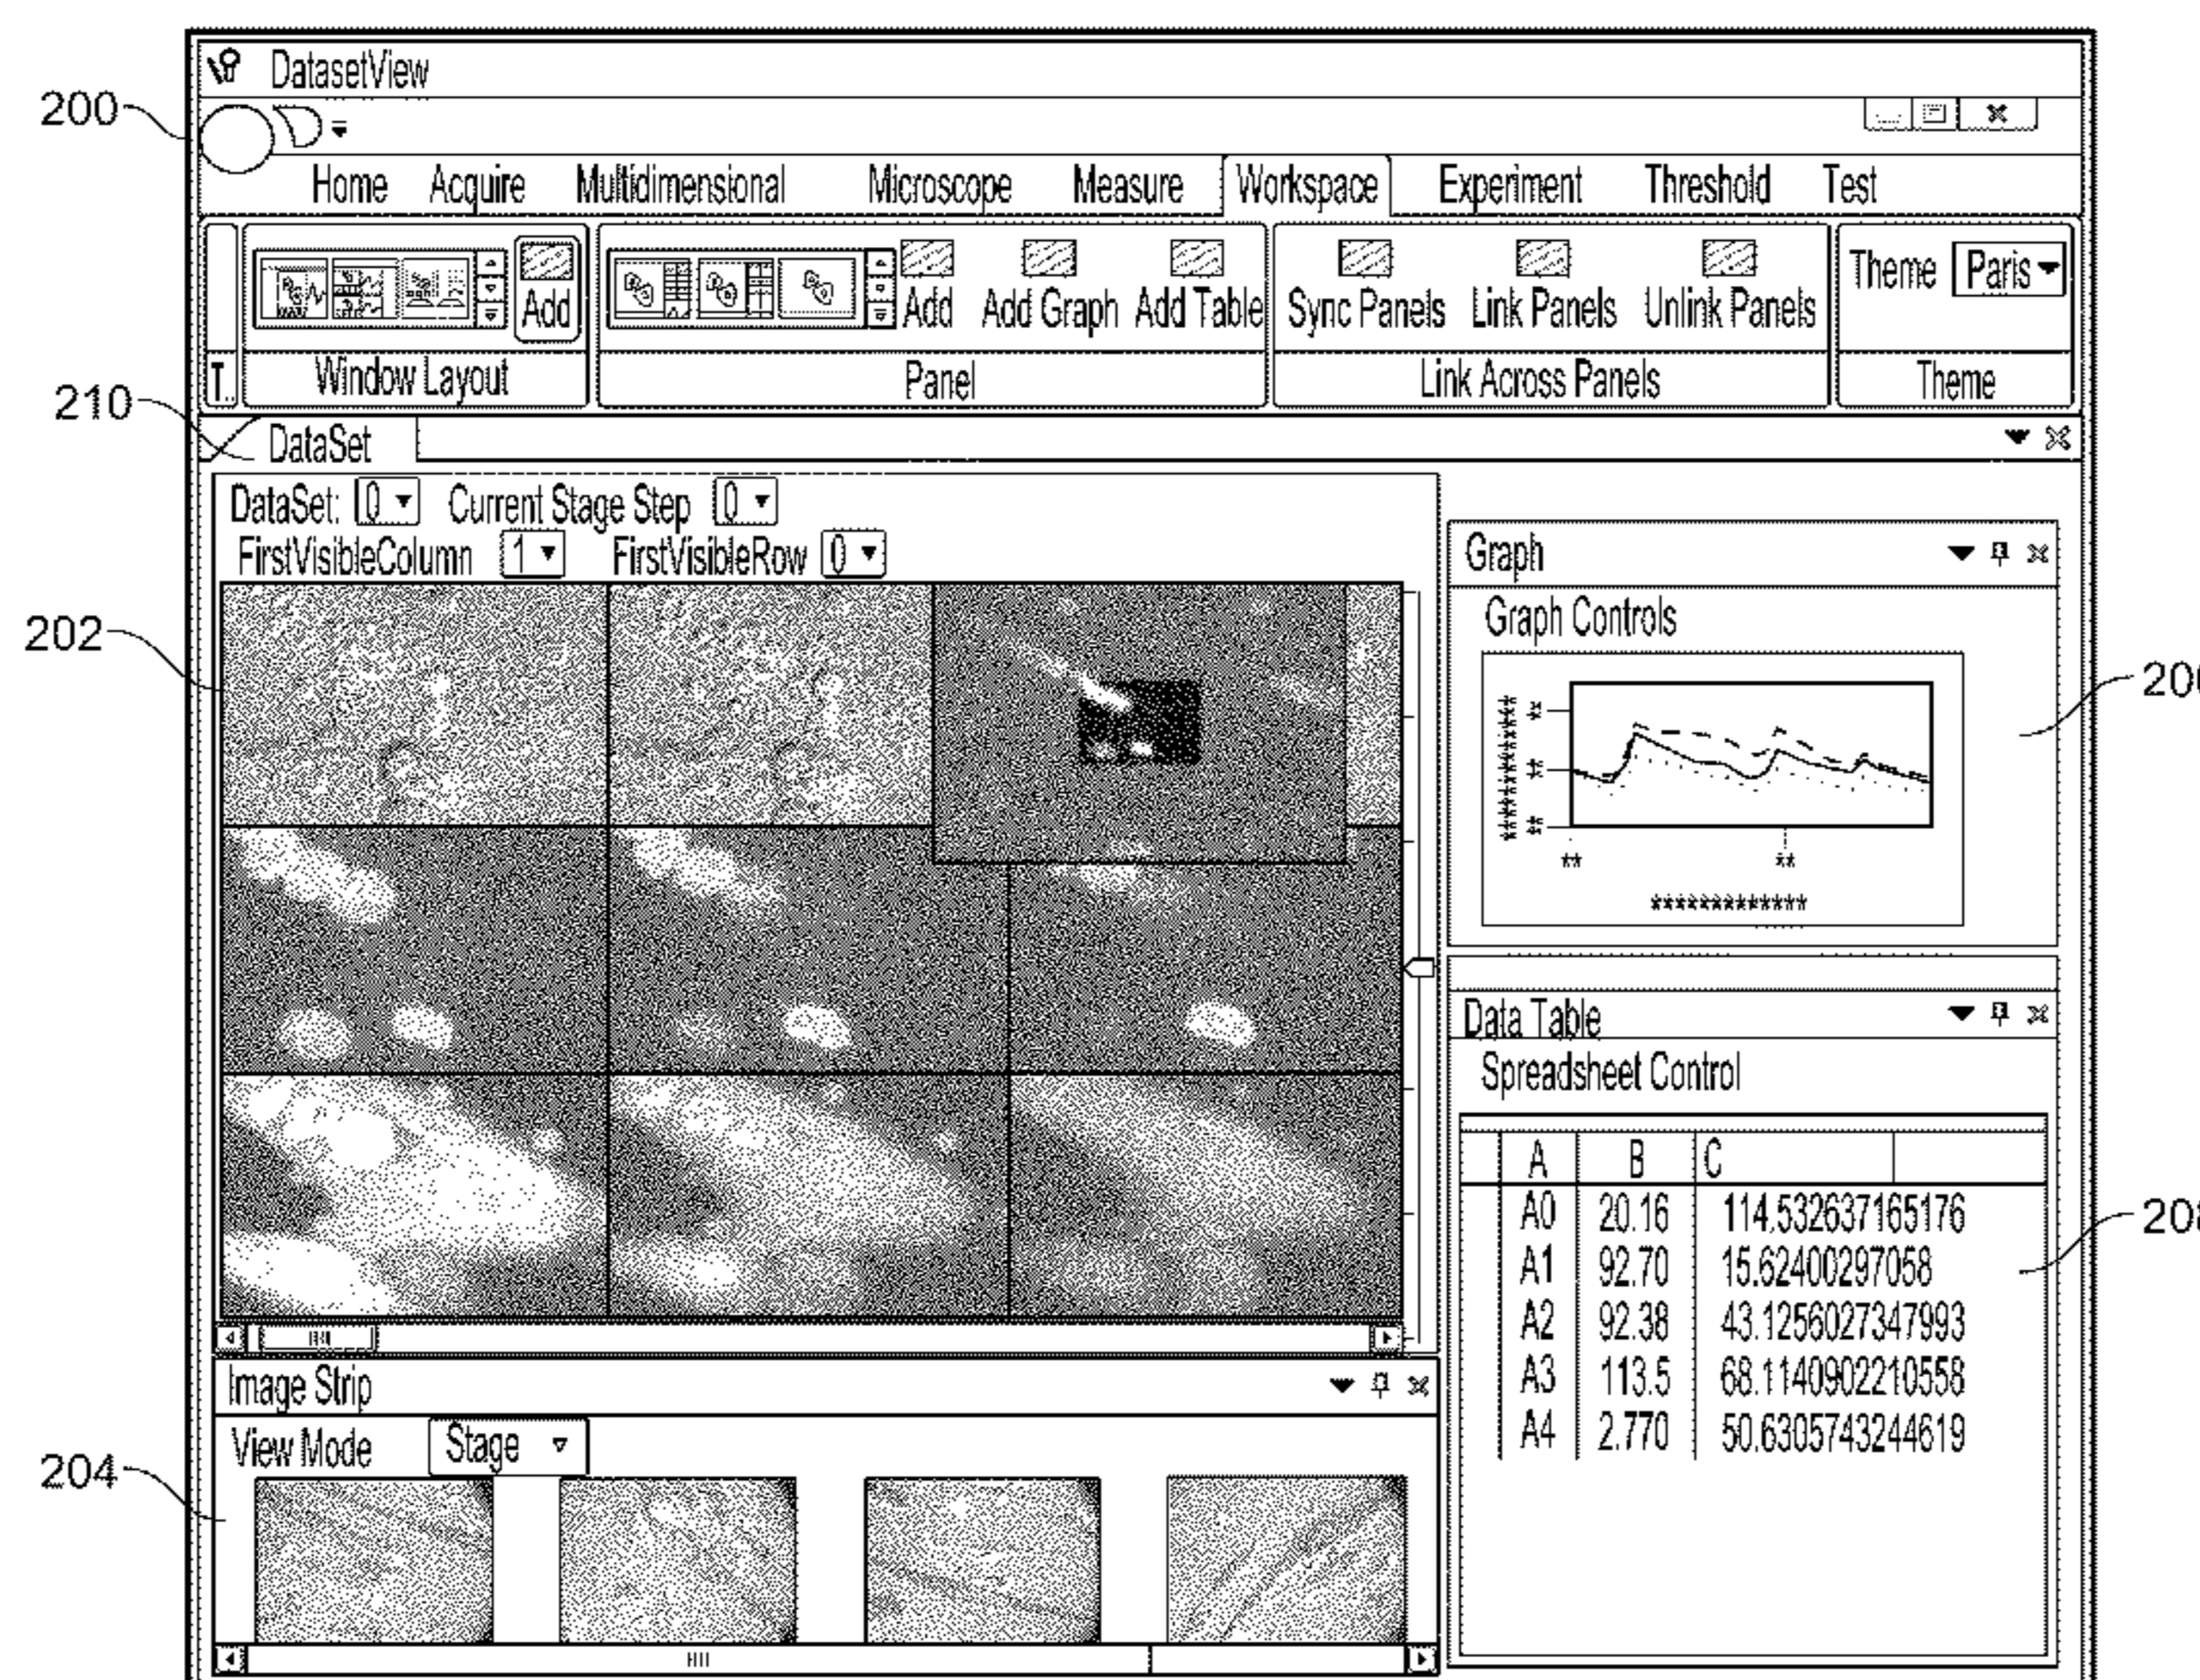 DatasetView
200
Home Acquire Multidimensional Microscope Measure Workspace Experiment Threshold Test
Add Add Add Graph Add Table Sync Panels Link Panels Unlink Panels Theme Paris
T.. Window Layout Panel Link Across Panels Theme
210
DataSet
DataSet: 0 Current Stage Step 0
FirstVisibleColumn 1 FirstVisibleRow 0
202
Graph
Graph Controls
**
**
**
** **
*************
Data Table
Spreadsheet Control
A B C
A0 20.16 114.532637165176
A1 92.70 15.62400297058
A2 92.38 43.1256027347993
A3 113.5 68.1140902210558
A4 2.770 50.6305743244619
Image Strip
View Mode Stage
204